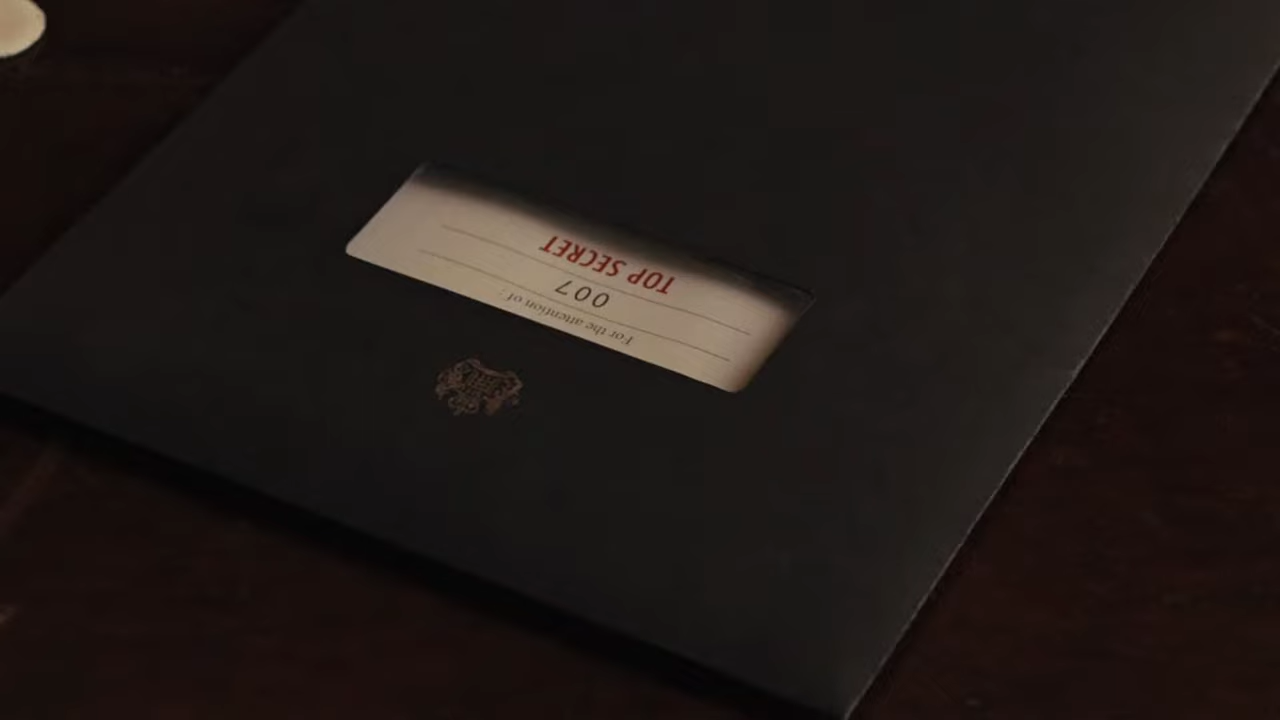 For the attention of :
007
TOP SECRET